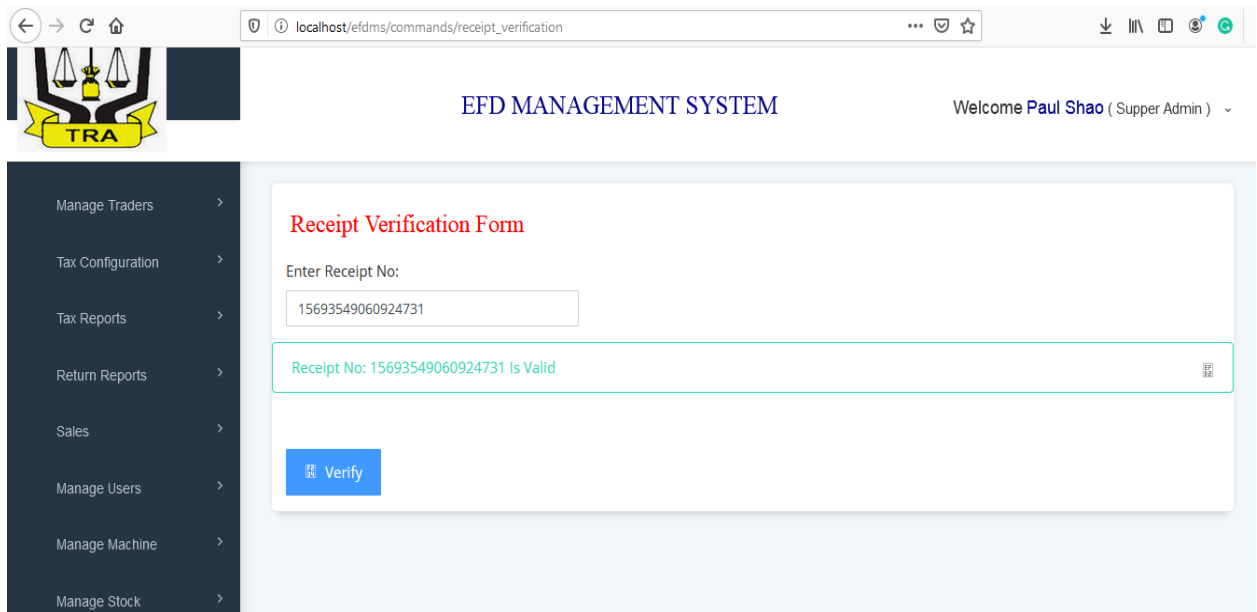 localhost/efdms/commands/receipt_verification
TRA
EFD MANAGEMENT SYSTEM
Welcome Paul Shao ( Supper Admin )
Manage Traders
Tax Configuration
Tax Reports
Return Reports
Sales
Manage Users
Manage Machine
Manage Stock
Receipt Verification Form
Enter Receipt No:
15693549060924731
Receipt No: 15693549060924731 Is Valid
Verify